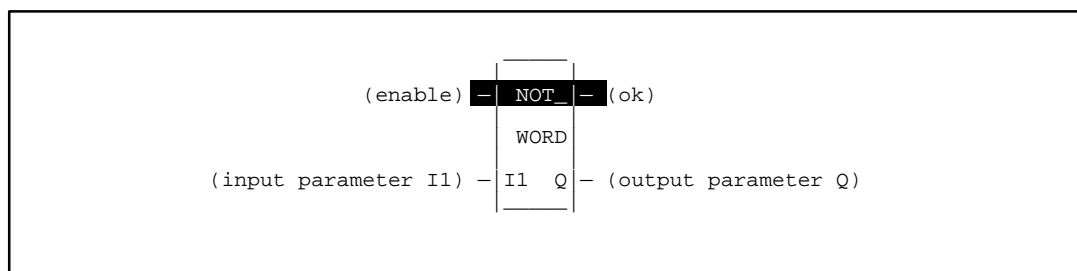 (enable) — NOT_ — (ok)
WORD
(input parameter I1) — I1 Q — (output parameter Q)